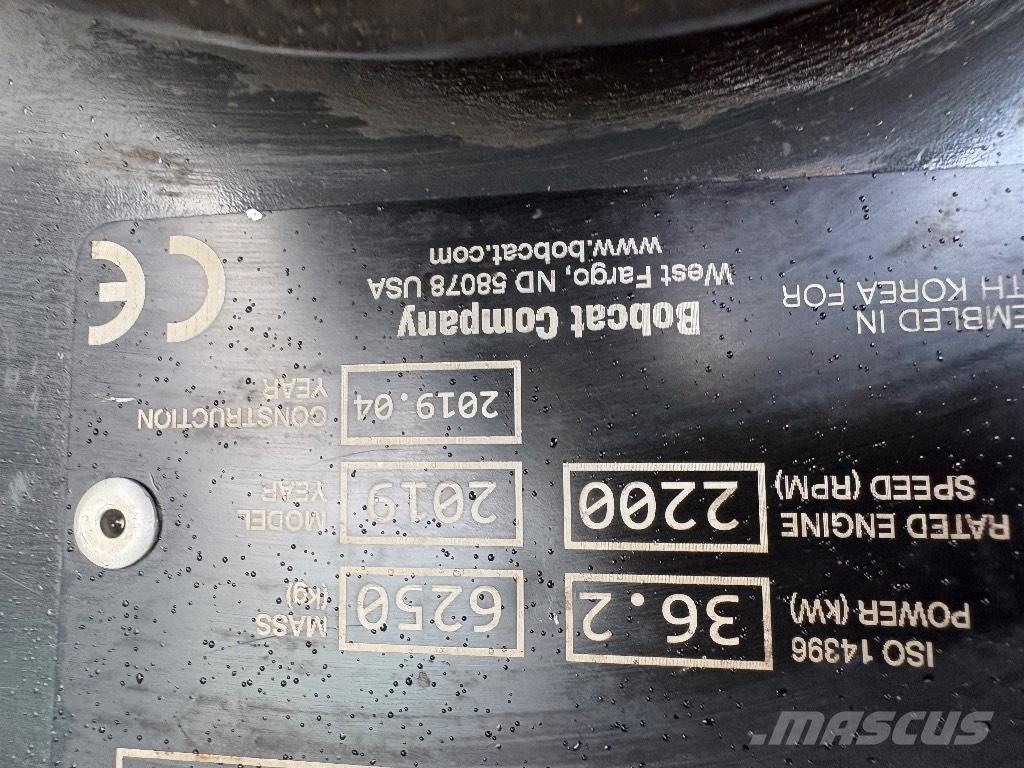 ISO 14396
POWER (kW)
36.2
MASS
(kg)
6250
RATED ENGINE
SPEED (RPM)
2200
MODEL
YEAR
2019
CONSTRUCTION
YEAR
2019.04
EMBLED IN
TH KOREA FOR
Bobcat Company
West Fargo, ND 58078 USA
www.bobcat.com
CE
MASCUS